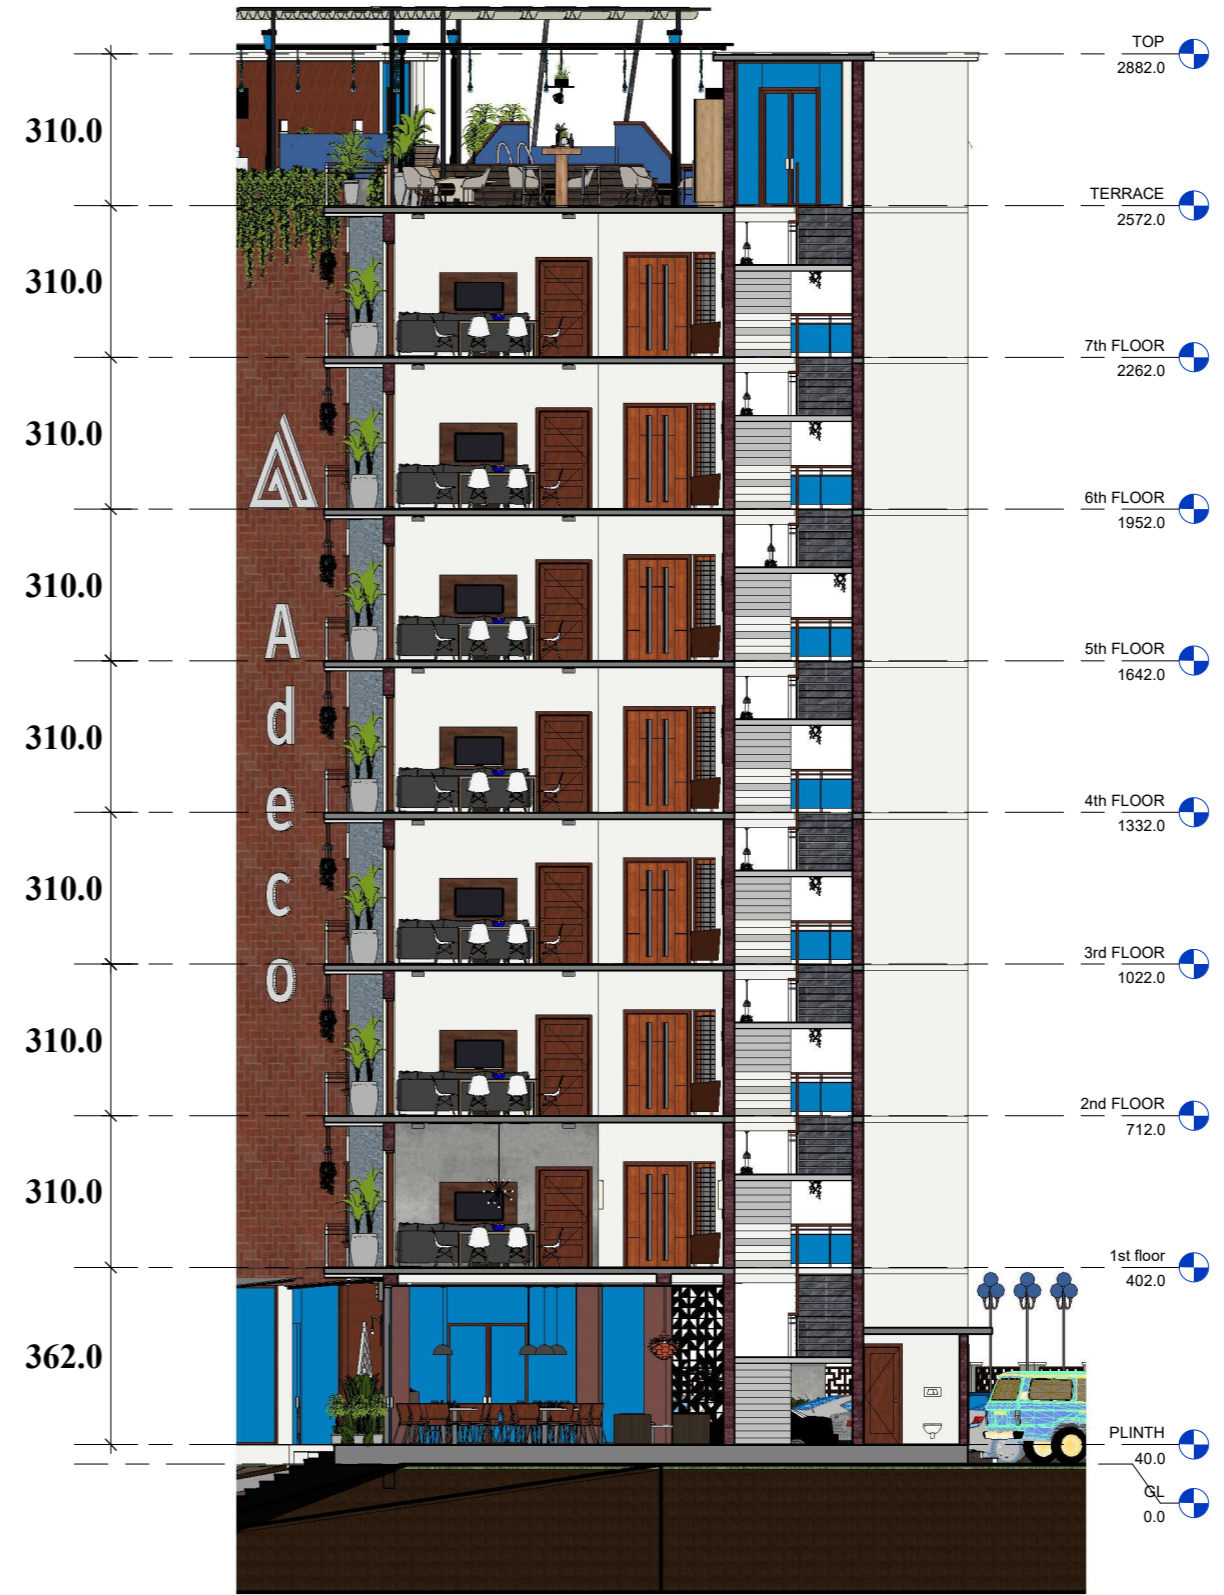 TOP
2882.0
310.0
TERRACE
2572.0
310.0
7th FLOOR
2262.0
310.0
6th FLOOR
1952.0
310.0
5th FLOOR
1642.0
310.0
4th FLOOR
1332.0
310.0
3rd FLOOR
1022.0
310.0
2nd FLOOR
712.0
310.0
1st floor
402.0
362.0
PLINTH
40.0
GL
0.0
A
d
e
c
o